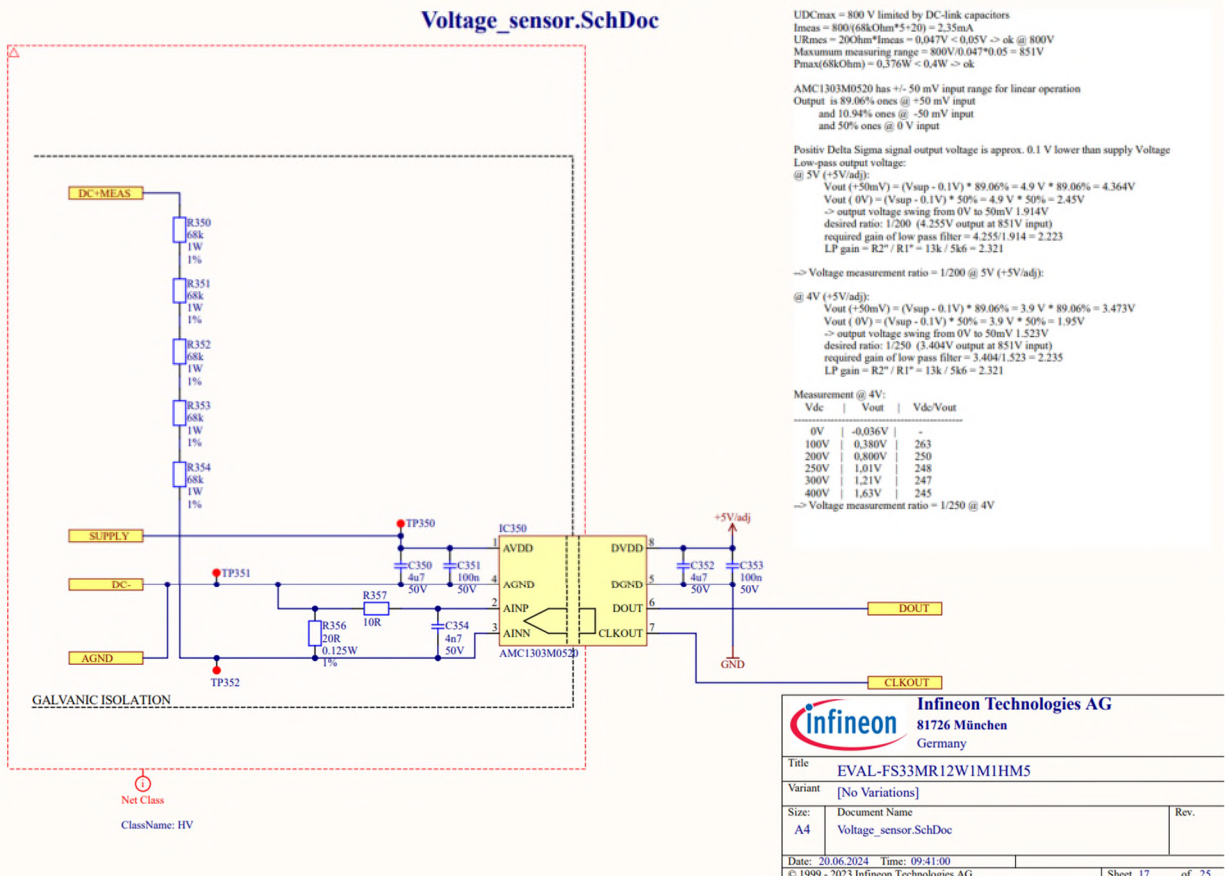 Voltage_sensor.SchDoc
UDCmax = 800 V limited by DC-link capacitors
Imeas = 800/(68kOhm*5+20) = 2,35mA
URmes = 20Ohm*Imeas = 0,047V < 0,05V -> ok @ 800V
Maxumum measuring range = 800V/0.047*0.05 = 851V
Pmax(68kOhm) = 0,376W < 0,4W -> ok
AMC1303M0520 has +/- 50 mV input range for linear operation
Output is 89.06% ones @ +50 mV input
and 10.94% ones @ -50 mV input
and 50% ones @ 0 V input
Positiv Delta Sigma signal output voltage is approx. 0.1 V lower than supply Voltage
Low-pass output voltage:
@ 5V (+5V/adj):
Vout (+50mV) = (Vsup - 0.1V) * 89.06% = 4.9 V * 89.06% = 4.364V
Vout ( 0V) = (Vsup - 0.1V) * 50% = 4.9 V * 50% = 2.45V
-> output voltage swing from 0V to 50mV 1.914V
desired ratio: 1/200 (4.255V output at 851V input)
required gain of low pass filter = 4.255/1.914 = 2.223
LP gain = R2" / R1" = 13k / 5k6 = 2.321
--> Voltage measurement ratio = 1/200 @ 5V (+5V/adj):
@ 4V (+5V/adj):
Vout (+50mV) = (Vsup - 0.1V) * 89.06% = 3.9 V * 89.06% = 3.473V
Vout ( 0V) = (Vsup - 0.1V) * 50% = 3.9 V * 50% = 1.95V
-> output voltage swing from 0V to 50mV 1.523V
desired ratio: 1/250 (3.404V output at 851V input)
required gain of low pass filter = 3.404/1.523 = 2.235
LP gain = R2" / R1" = 13k / 5k6 = 2.321
Measurement @ 4V:
Vdc | Vout | Vdc/Vout
0V | -0,036V | -
100V | 0,380V | 263
200V | 0,800V | 250
250V | 1,01V | 248
300V | 1,21V | 247
400V | 1,63V | 245
--> Voltage measurement ratio = 1/250 @ 4V
DC+MEAS
R350
68k
1W
1%
R351
68k
1W
1%
R352
68k
1W
1%
R353
68k
1W
1%
R354
68k
1W
1%
SUPPLY
DC-
AGND
TP351
TP352
TP350
R356
20R
0.125W
1%
R357
10R
C350
4u7
50V
C351
100n
50V
C354
4n7
50V
IC350
1 AVDD
4 AGND
2 AINP
3 AINN
DVDD 8
DGND 5
DOUT 6
CLKOUT 7
AMC1303M0520
+5V/adj
C352
4u7
50V
C353
100n
50V
GND
DOUT
CLKOUT
GALVANIC ISOLATION
i
Net Class
ClassName: HV
infineon
Infineon Technologies AG
81726 München
Germany
Title
EVAL-FS33MR12W1M1HM5
Variant
[No Variations]
Size:
A4
Document Name
Voltage_sensor.SchDoc
Rev.
Date: 20.06.2024 Time: 09:41:00
© 1999 - 2023 Infineon Technologies AG
Sheet 17 of 25